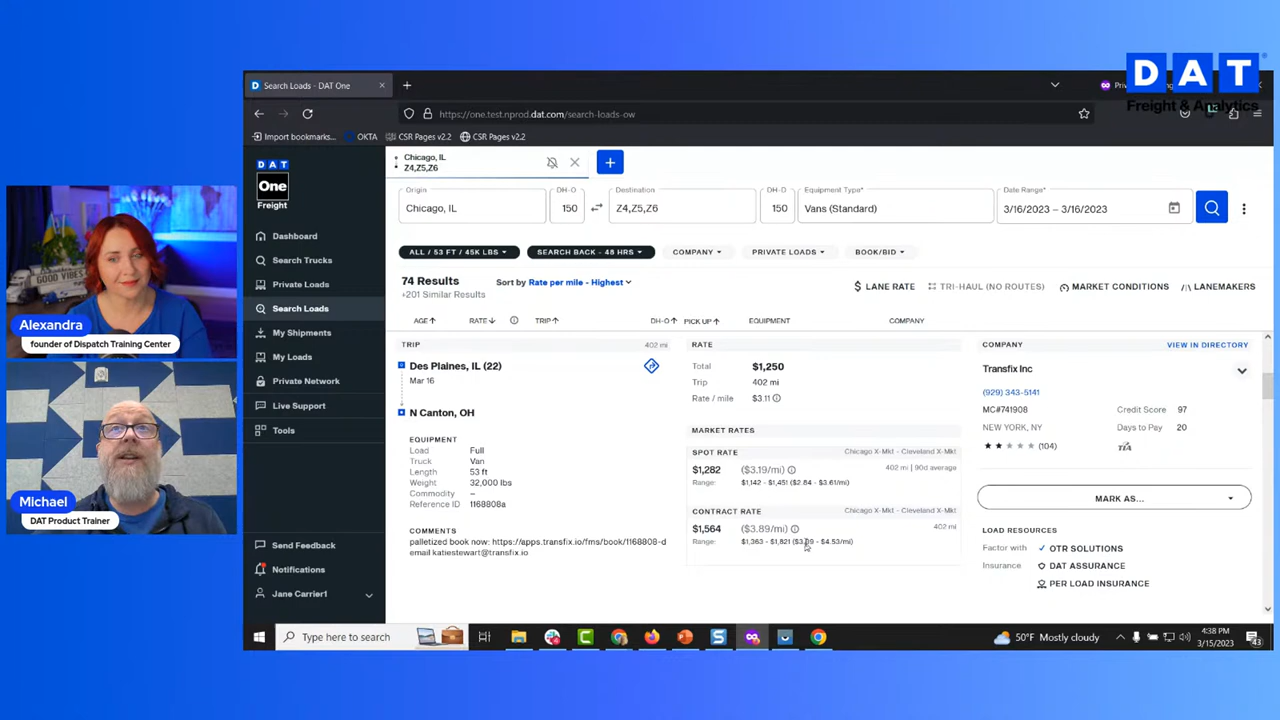 DAT
Freight & Analytics
Search Loads - DAT One
https://one.test.nprod.dat.com/search-loads-ow
Import bookmarks...
OKTA
CSR Pages v2.2
CSR Pages v2.2
DAT
One
Freight
Dashboard
Search Trucks
Private Loads
Search Loads
My Shipments
My Loads
Private Network
Live Support
Tools
Send Feedback
Notifications
Jane Carrier1
Chicago, IL
Z4,Z5,Z6
Origin
Chicago, IL
DH-O
150
Destination
Z4,Z5,Z6
DH-D
150
Equipment Type*
Vans (Standard)
Date Range*
3/16/2023 – 3/16/2023
ALL / 53 FT / 45K LBS
SEARCH BACK - 48 HRS
COMPANY
PRIVATE LOADS
BOOK/BID
74 Results
+201 Similar Results
Sort by Rate per mile - Highest
LANE RATE
TRI-HAUL (NO ROUTES)
MARKET CONDITIONS
LANEMAKERS
AGE
RATE
TRIP
DH-O
PICK UP
EQUIPMENT
COMPANY
TRIP
402 mi
Des Plaines, IL (22)
Mar 16
N Canton, OH
EQUIPMENT
Load Full
Truck Van
Length 53 ft
Weight 32,000 lbs
Commodity –
Reference ID 1168808a
COMMENTS
palletized book now: https://apps.transfix.io/fms/book/1168808-d
email katiestewart@transfix.io
RATE
Total $1,250
Trip 402 mi
Rate / mile $3.11
MARKET RATES
SPOT RATE Chicago X-Mkt - Cleveland X-Mkt
$1,282 ($3.19/mi) 402 mi | 90d average
Range: $1,142 - $1,451 ($2.84 - $3.61/mi)
CONTRACT RATE Chicago X-Mkt - Cleveland X-Mkt
$1,564 ($3.89/mi) 402 mi
Range: $1,363 - $1,821 - $4.53/mi)
COMPANY
VIEW IN DIRECTORY
Transfix Inc
(929) 343-5141
MC#741908
NEW YORK, NY
(104)
Credit Score 97
Days to Pay 20
TIA
MARK AS...
LOAD RESOURCES
Factor with OTR SOLUTIONS
Insurance DAT ASSURANCE
PER LOAD INSURANCE
Type here to search
50°F Mostly cloudy
4:38 PM
3/15/2023
43
GOOD VIBES
Alexandra
founder of Dispatch Training Center
Michael
DAT Product Trainer